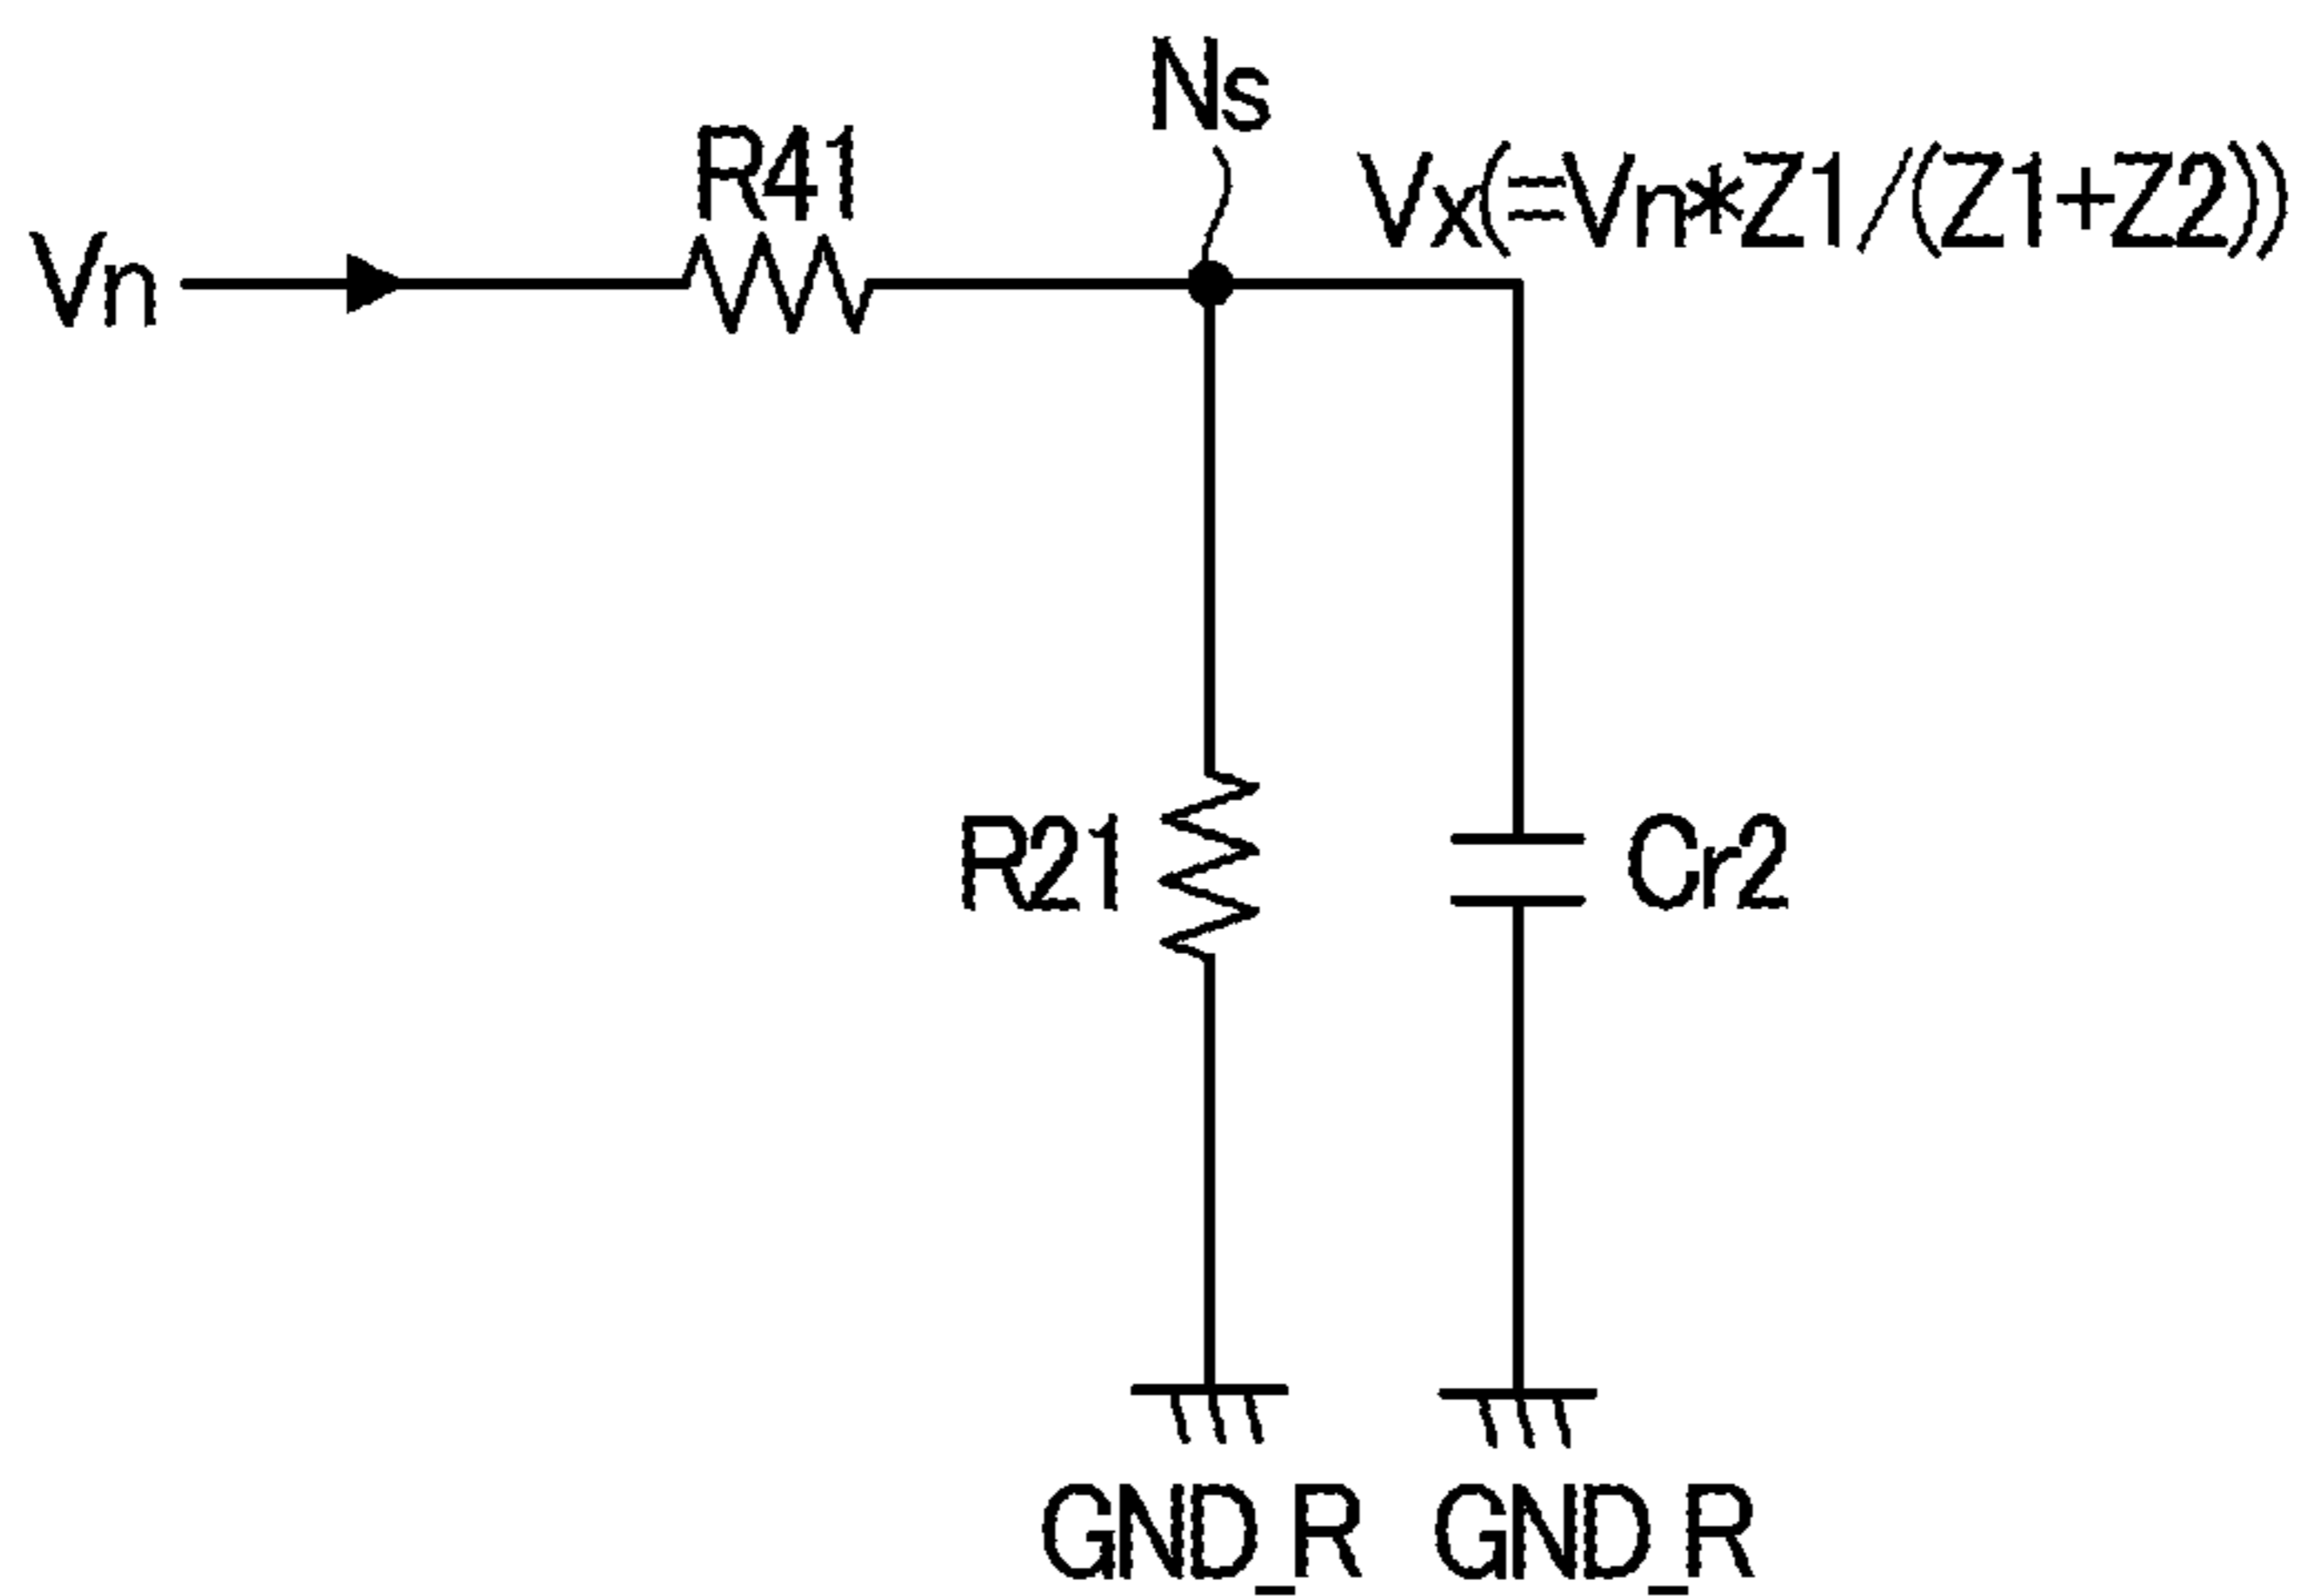 Ns
R41
Vx(=Vn*Z1/(Z1+Z2))
Vn
R21
Cr2
GND_R
GND_R